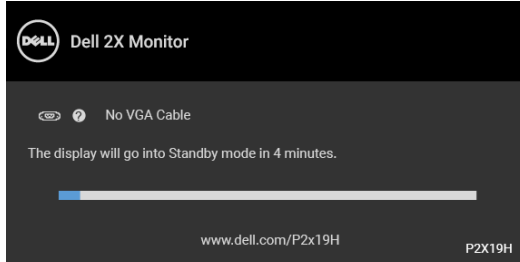 DELL
Dell 2X Monitor
? No VGA Cable
The display will go into Standby mode in 4 minutes.
www.dell.com/P2x19H
P2X19H